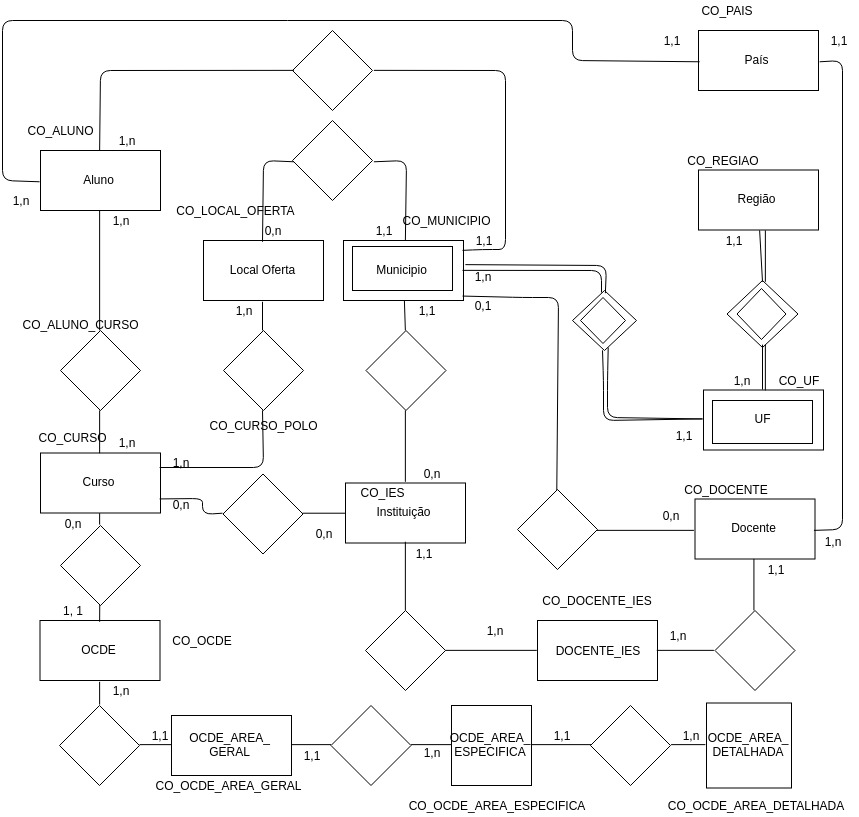 CO_PAIS
1,1
1,1
País
CO_ALUNO
1,n
CO_REGIAO
Aluno
Região
1,n
1,n
CO_LOCAL_OFERTA
CO_MUNICIPIO
0,n
1,1
1,1
1,1
Local Oferta
Municipio
1,n
1,n
1,1
0,1
CO_ALUNO_CURSO
1,n
CO_UF
UF
CO_CURSO_POLO
1,1
CO_CURSO
1,n
1,n
0,n
Curso
CO_IES
CO_DOCENTE
0,n
Instituição
0,n
0,n
0,n
Docente
1,n
1,1
1,1
1, 1
CO_DOCENTE_IES
OCDE
CO_OCDE
1,n
DOCENTE_IES
1,n
1,n
1,1
OCDE_AREA_
GERAL
1,1
1,n
OCDE_AREA_
ESPECIFICA
1,1
1,n
OCDE_AREA_
DETALHADA
CO_OCDE_AREA_GERAL
CO_OCDE_AREA_ESPECIFICA
CO_OCDE_AREA_DETALHADA